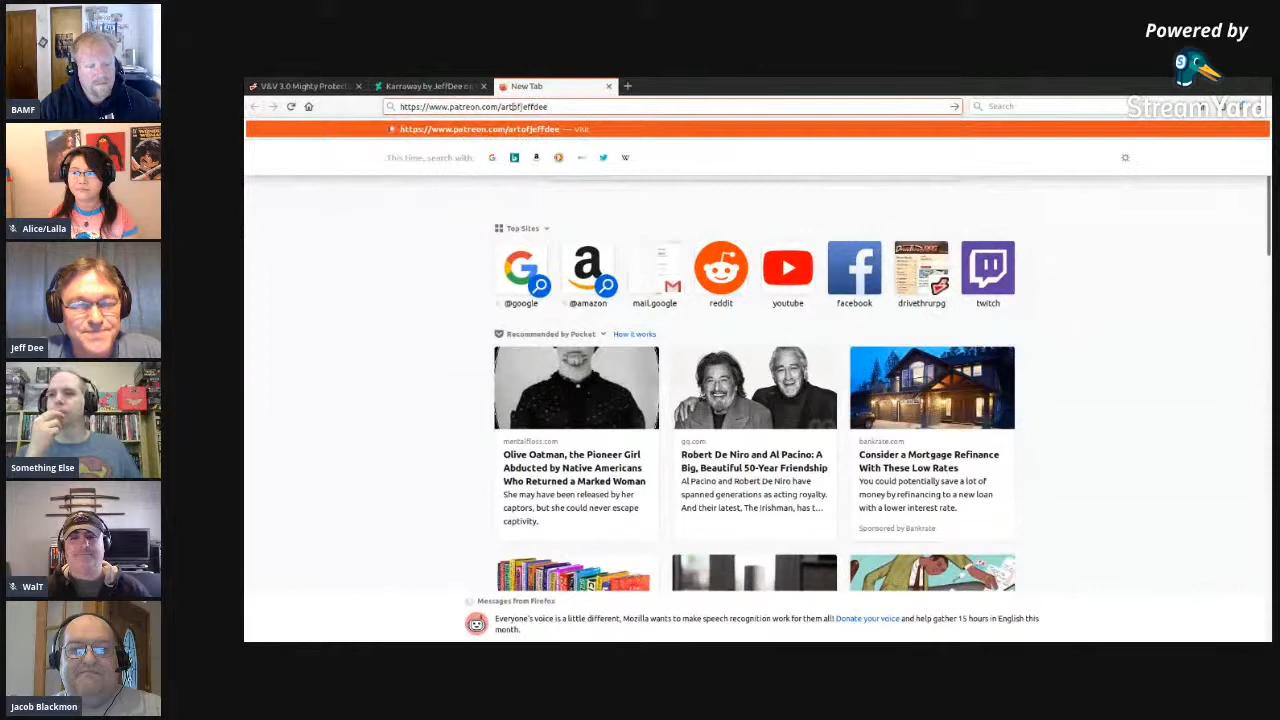 Powered by
StreamYard
BAMF
Alice/Lalla
Jeff Dee
Something Else
WalT
Jacob Blackmon
V&V 3.0 Mighty Protect
Karraway by JeffDee on
New Tab
https://www.patreon.com/artofjeffdee
Search
https://www.patreon.com/artofjeffdee — Visit
This time, search with:
Top Sites
@google
@amazon
mail.google
reddit
youtube
facebook
drivethrurpg
twitch
Recommended by Pocket
How it works
mentalfloss.com
Olive Oatman, the Pioneer Girl
Abducted by Native Americans
Who Returned a Marked Woman
She may have been released by her
captors, but she could never escape
captivity.
gq.com
Robert De Niro and Al Pacino: A
Big, Beautiful 50-Year Friendship
Al Pacino and Robert De Niro have
spanned generations as acting royalty.
And their latest, The Irishman, has t...
bankrate.com
Consider a Mortgage Refinance
With These Low Rates
You could potentially save a lot of
money by refinancing to a new loan
with a lower interest rate.
Sponsored by Bankrate
Messages from Firefox
Everyone's voice is a little different, Mozilla wants to make speech recognition work for them all! Donate your voice and help gather 15 hours in English this
month.